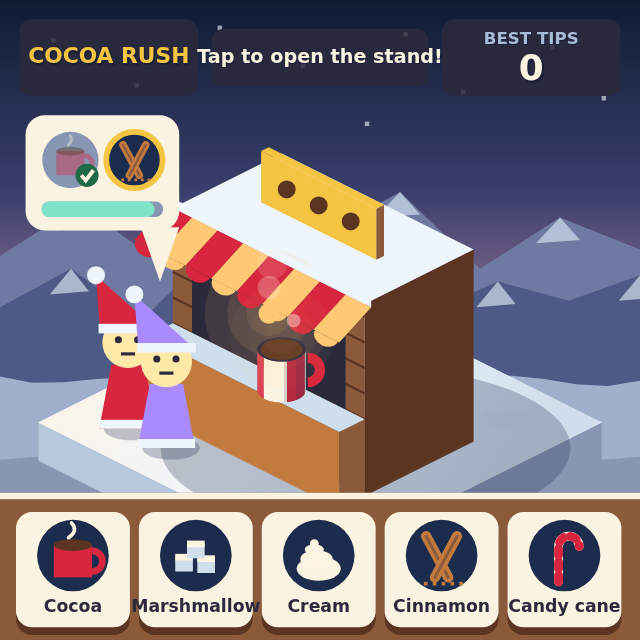 COCOA RUSH
Tap to open the stand!
BEST TIPS
0
Cocoa
Marshmallow
Cream
Cinnamon
Candy cane